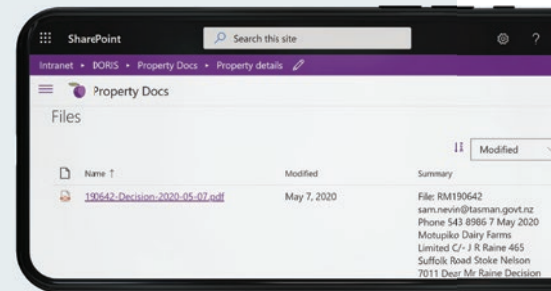 SharePoint
Search this site
?
Intranet • DORIS • Property Docs • Property details
Property Docs
Files
Modified
Name ↑
Modified
Summary
190642-Decision-2020-05-07.pdf
May 7, 2020
File: RM190642
sam.nevin@tasman.govt.nz
Phone 543 8986 7 May 2020
Motupiko Dairy Farms
Limited C/- J R Raine 465
Suffolk Road Stoke Nelson
7011 Dear Mr Raine Decision